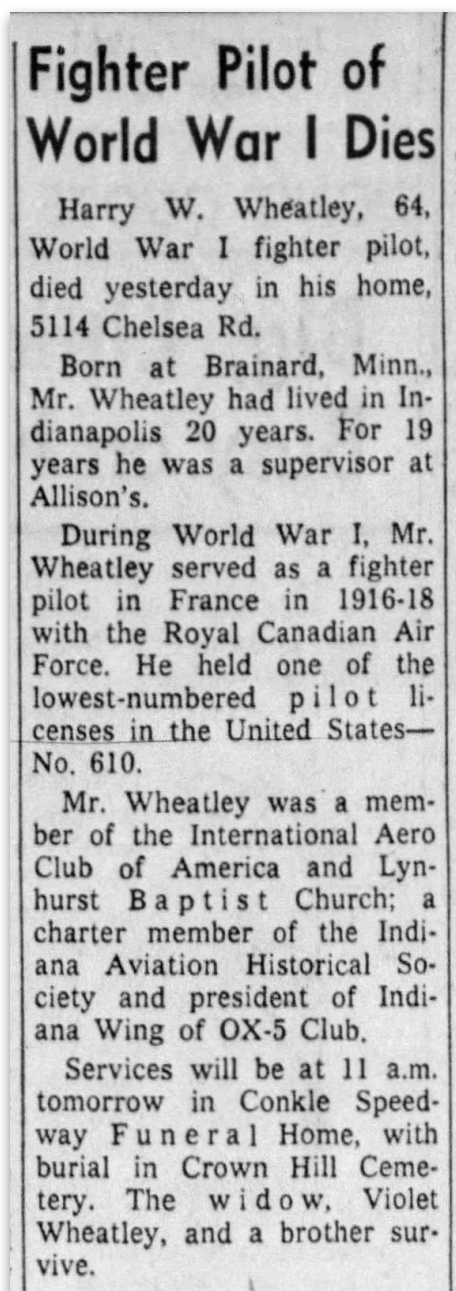 Fighter Pilot of
World War I Dies
Harry W. Wheatley, 64,
World War I fighter pilot,
died yesterday in his home,
5114 Chelsea Rd.
Born at Brainard, Minn.,
Mr. Wheatley had lived in In-
dianapolis 20 years. For 19
years he was a supervisor at
Allison's.
During World War I, Mr.
Wheatley served as a fighter
pilot in France in 1916-18
with the Royal Canadian Air
Force. He held one of the
lowest-numbered pilot li-
censes in the United States—
No. 610.
Mr. Wheatley was a mem-
ber of the International Aero
Club of America and Lyn-
hurst Baptist Church; a
charter member of the Indi-
ana Aviation Historical So-
ciety and president of Indi-
ana Wing of OX-5 Club.
Services will be at 11 a.m.
tomorrow in Conkle Speed-
way Funeral Home, with
burial in Crown Hill Ceme-
tery. The widow, Violet
Wheatley, and a brother sur-
vive.